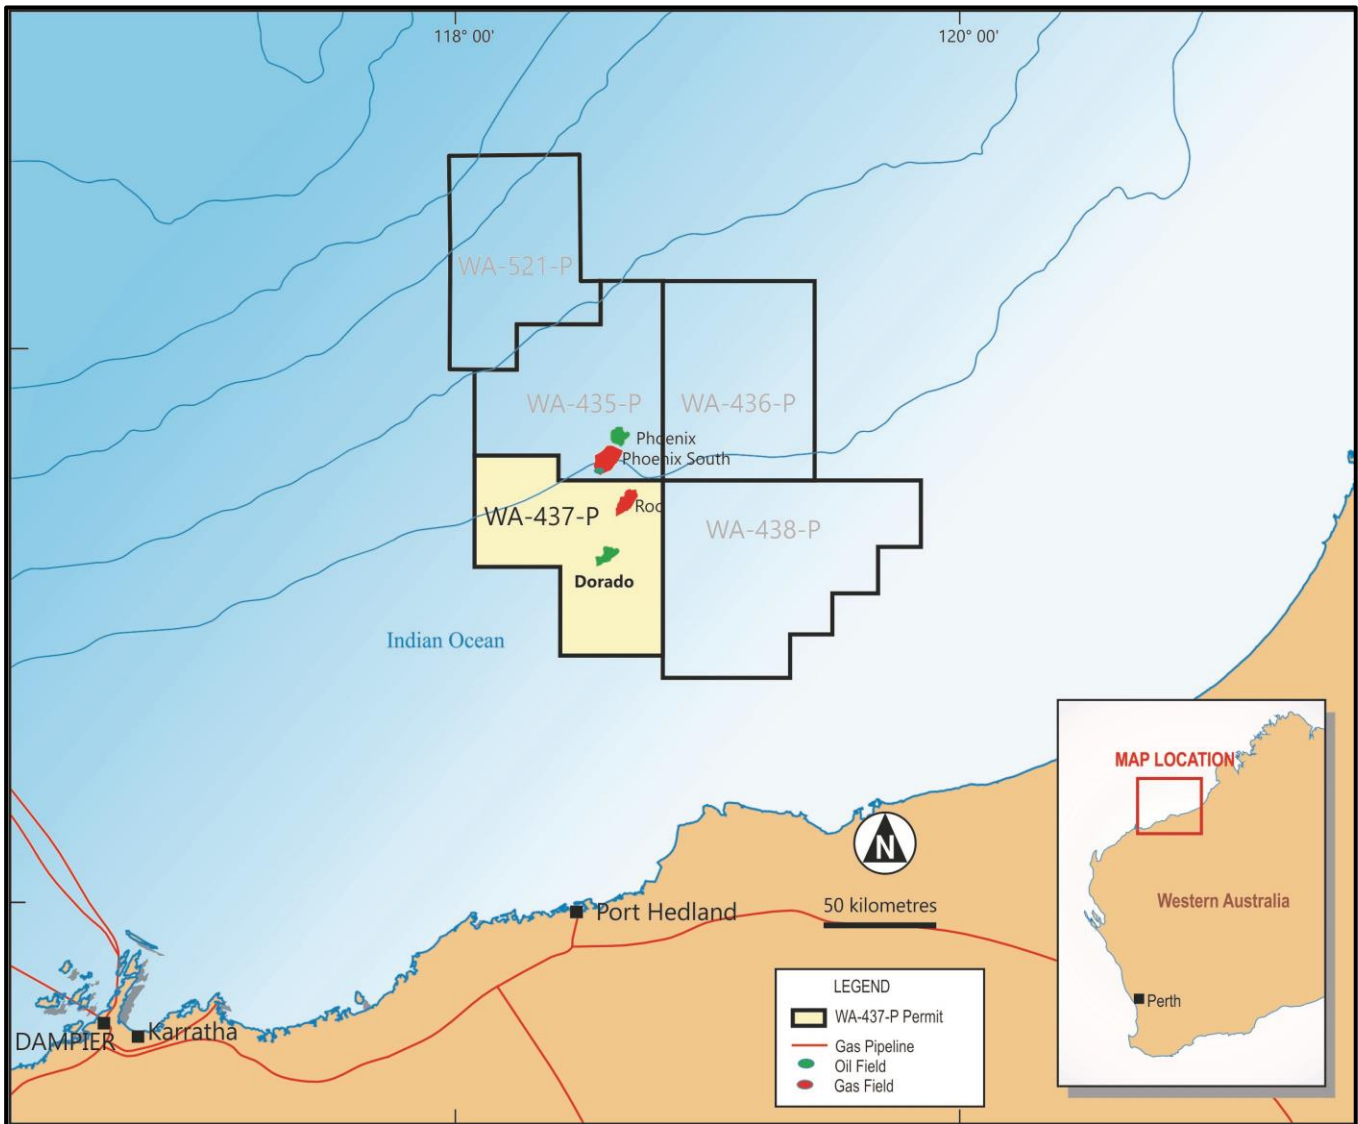 118° 00'
120° 00'
WA-521-P
WA-435-P
WA-436-P
Phoenix
Phoenix South
Roc
WA-437-P
WA-438-P
Dorado
Indian Ocean
MAP LOCATION
Western Australia
Perth
N
50 kilometres
Port Hedland
DAMPIER
Karratha
LEGEND
WA-437-P Permit
Gas Pipeline
Oil Field
Gas Field